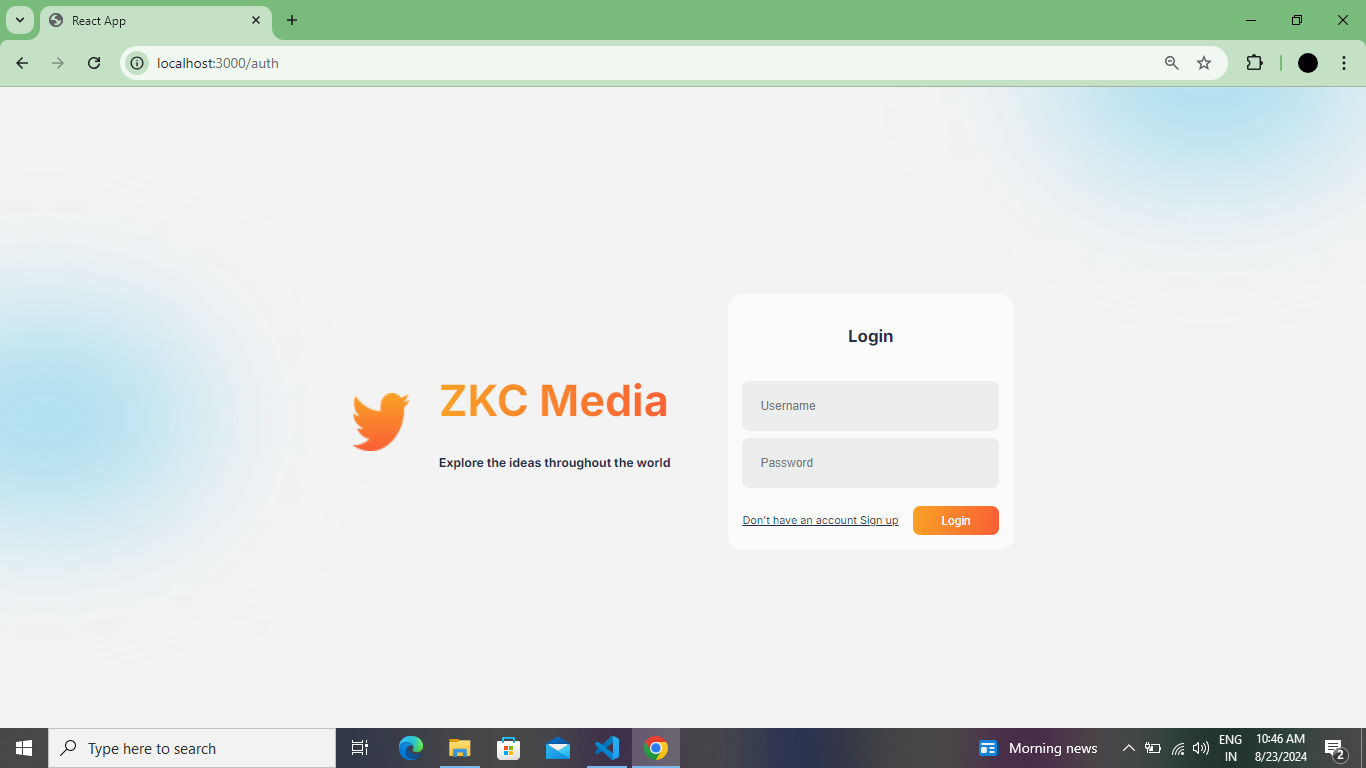 React App
localhost:3000/auth
ZKC Media
Explore the ideas throughout the world
Login
Username
Password
Don't have an account Sign up
Login
Type here to search
Morning news
ENG
IN
10:46 AM
8/23/2024
2